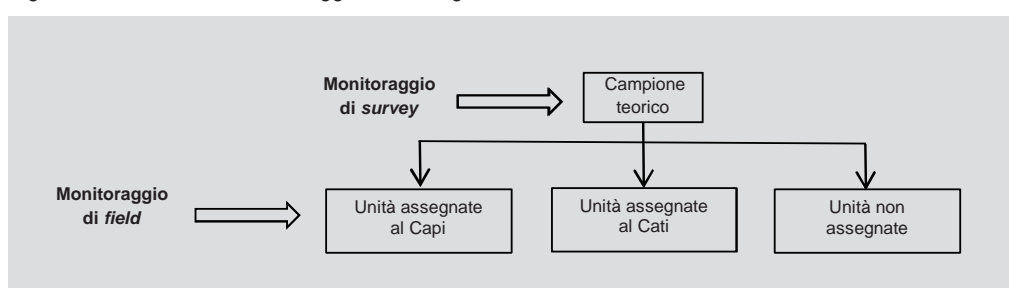 Monitoraggio
di survey
Campione
teorico
Monitoraggio
di field
Unità assegnate
al Capi
Unità assegnate
al Cati
Unità non
assegnate